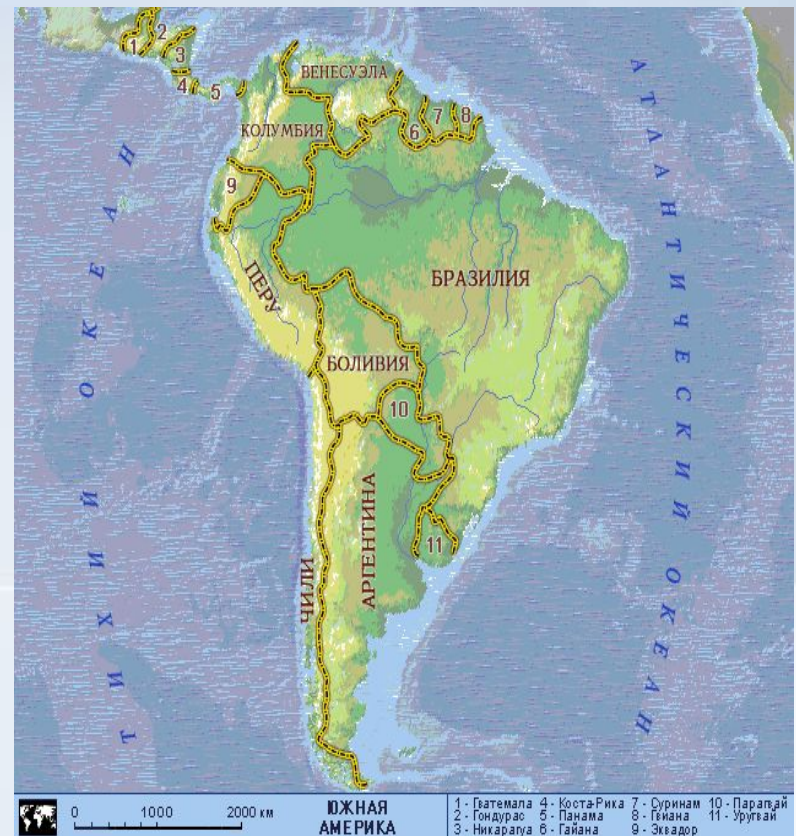 2
1
3
4
5
ВЕНЕСУЭЛА
6
7
8
КОЛУМБИЯ
9
ПЕРУ
БРАЗИЛИЯ
БОЛИВИЯ
10
11
ЧИЛИ
АРГЕНТИНА
ТИХИЙ ОКЕАН
АТЛАНТИЧЕСКИЙ ОКЕАН
0 1000 2000 км
ЮЖНАЯ
АМЕРИКА
1 - Гватемала 4 - Коста-Рика 7 - Суринам 10 - Парагвай
2 - Гондурас 5 - Панама 8 - Гвиана 11 - Уругвай
3 - Никарагуа 6 - Гайана 9 - Эквадор